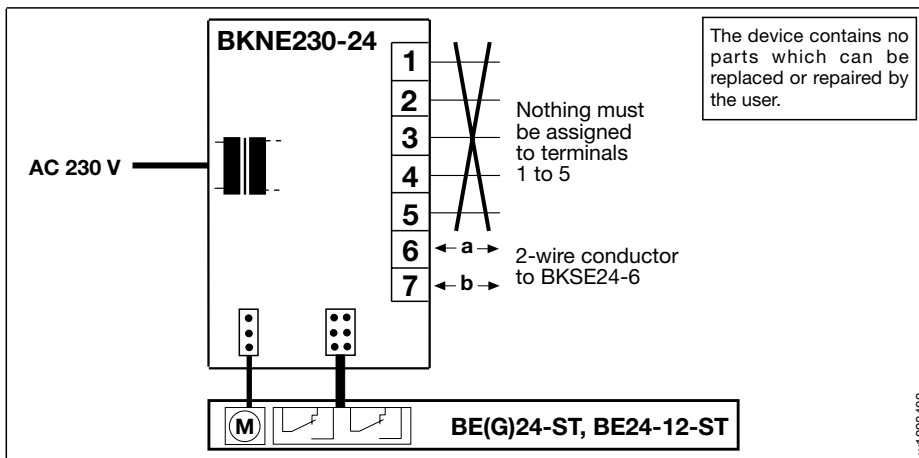 BKNE230-24
AC 230 V
1
2
3
4
5
6
7
Nothing must
be assigned
to terminals
1 to 5
a
b
2-wire conductor
to BKSE24-6
The device contains no
parts which can be
replaced or repaired by
the user.
M
BE(G)24-ST, BE24-12-ST